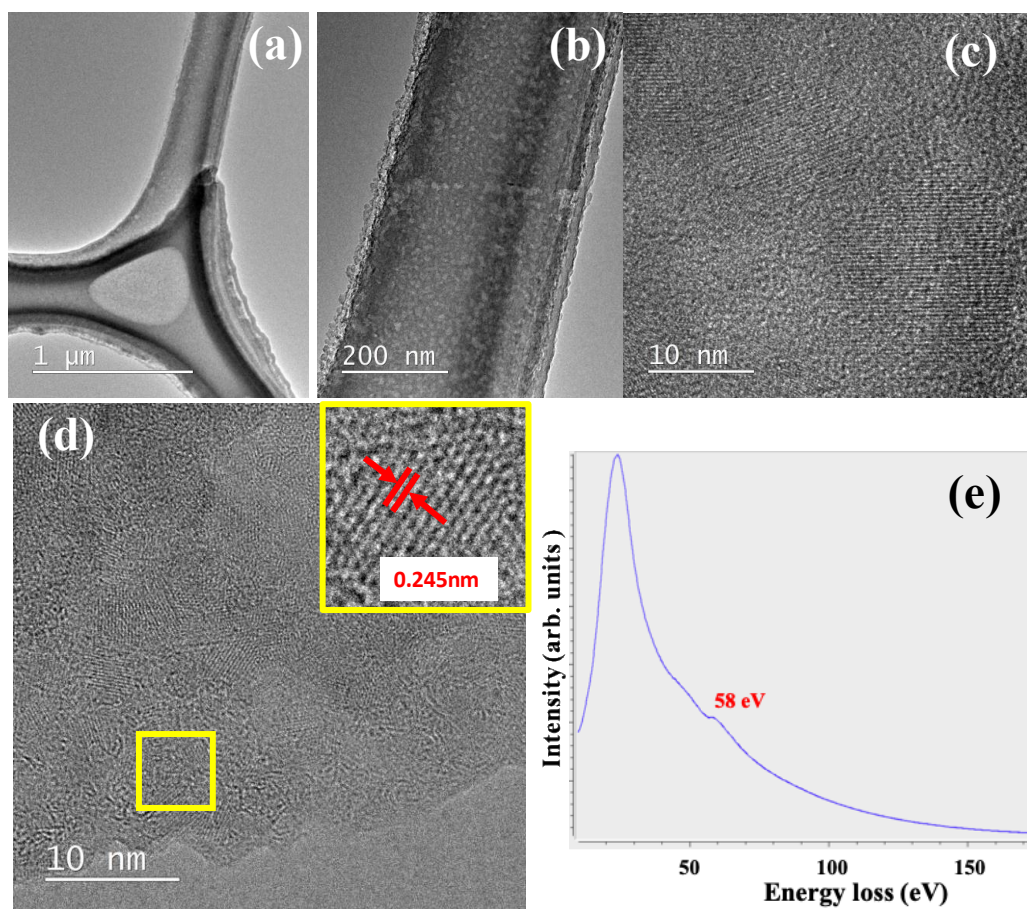 (a)
1 µm
(b)
200 nm
(c)
10 nm
(d)
10 nm
0.245nm
(e)
58 eV
Intensity (arb. units)
50
100
150
Energy loss (eV)